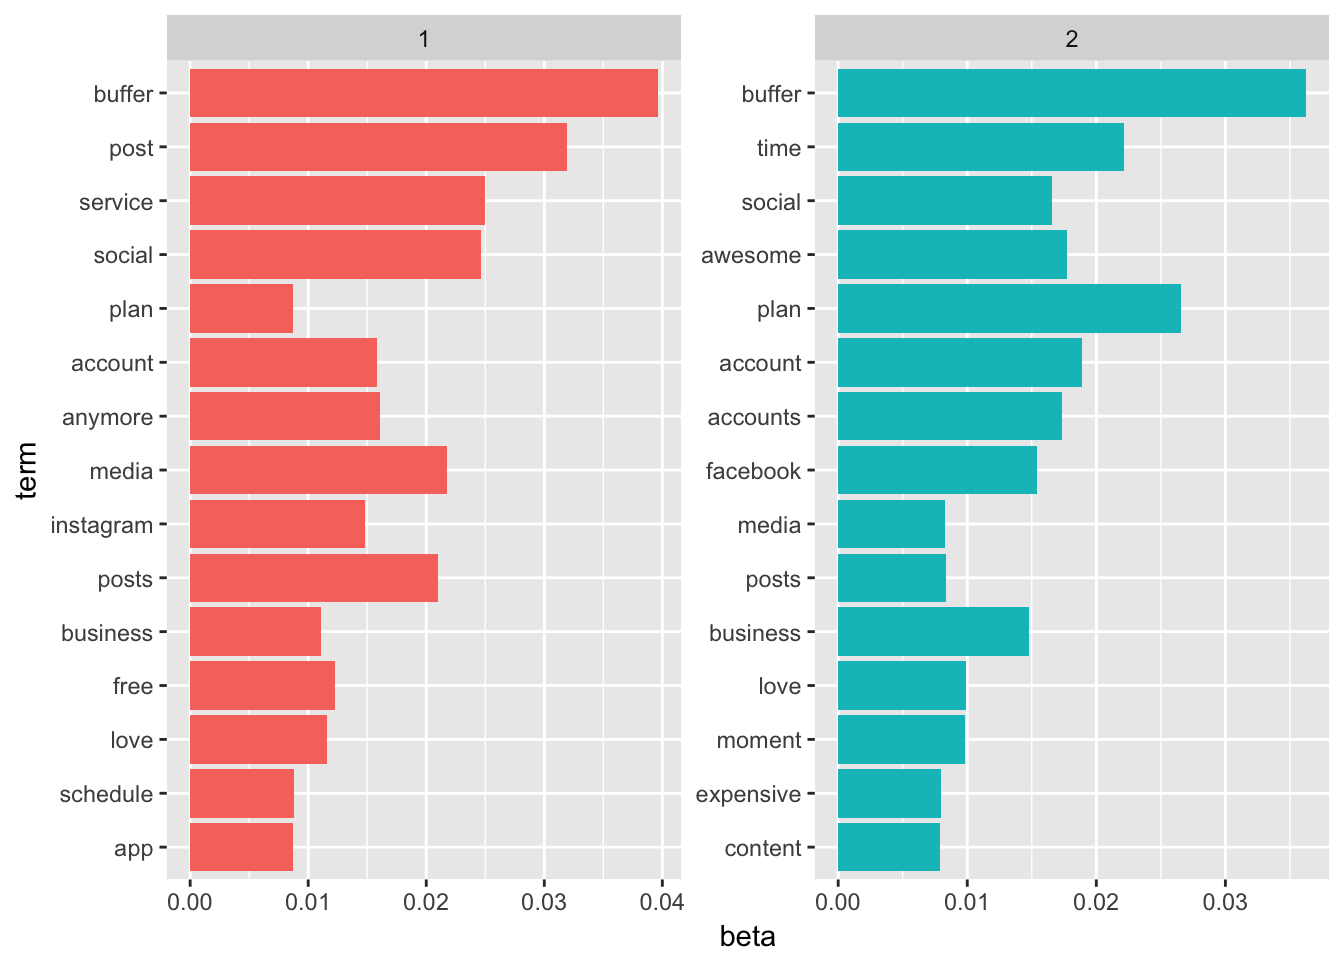 1
buffer
post
service
social
plan
account
anymore
media
instagram
posts
business
free
love
schedule
app
0.00 0.01 0.02 0.03 0.04
2
buffer
time
social
awesome
plan
account
accounts
facebook
media
posts
business
love
moment
expensive
content
0.00 0.01 0.02 0.03
term
beta